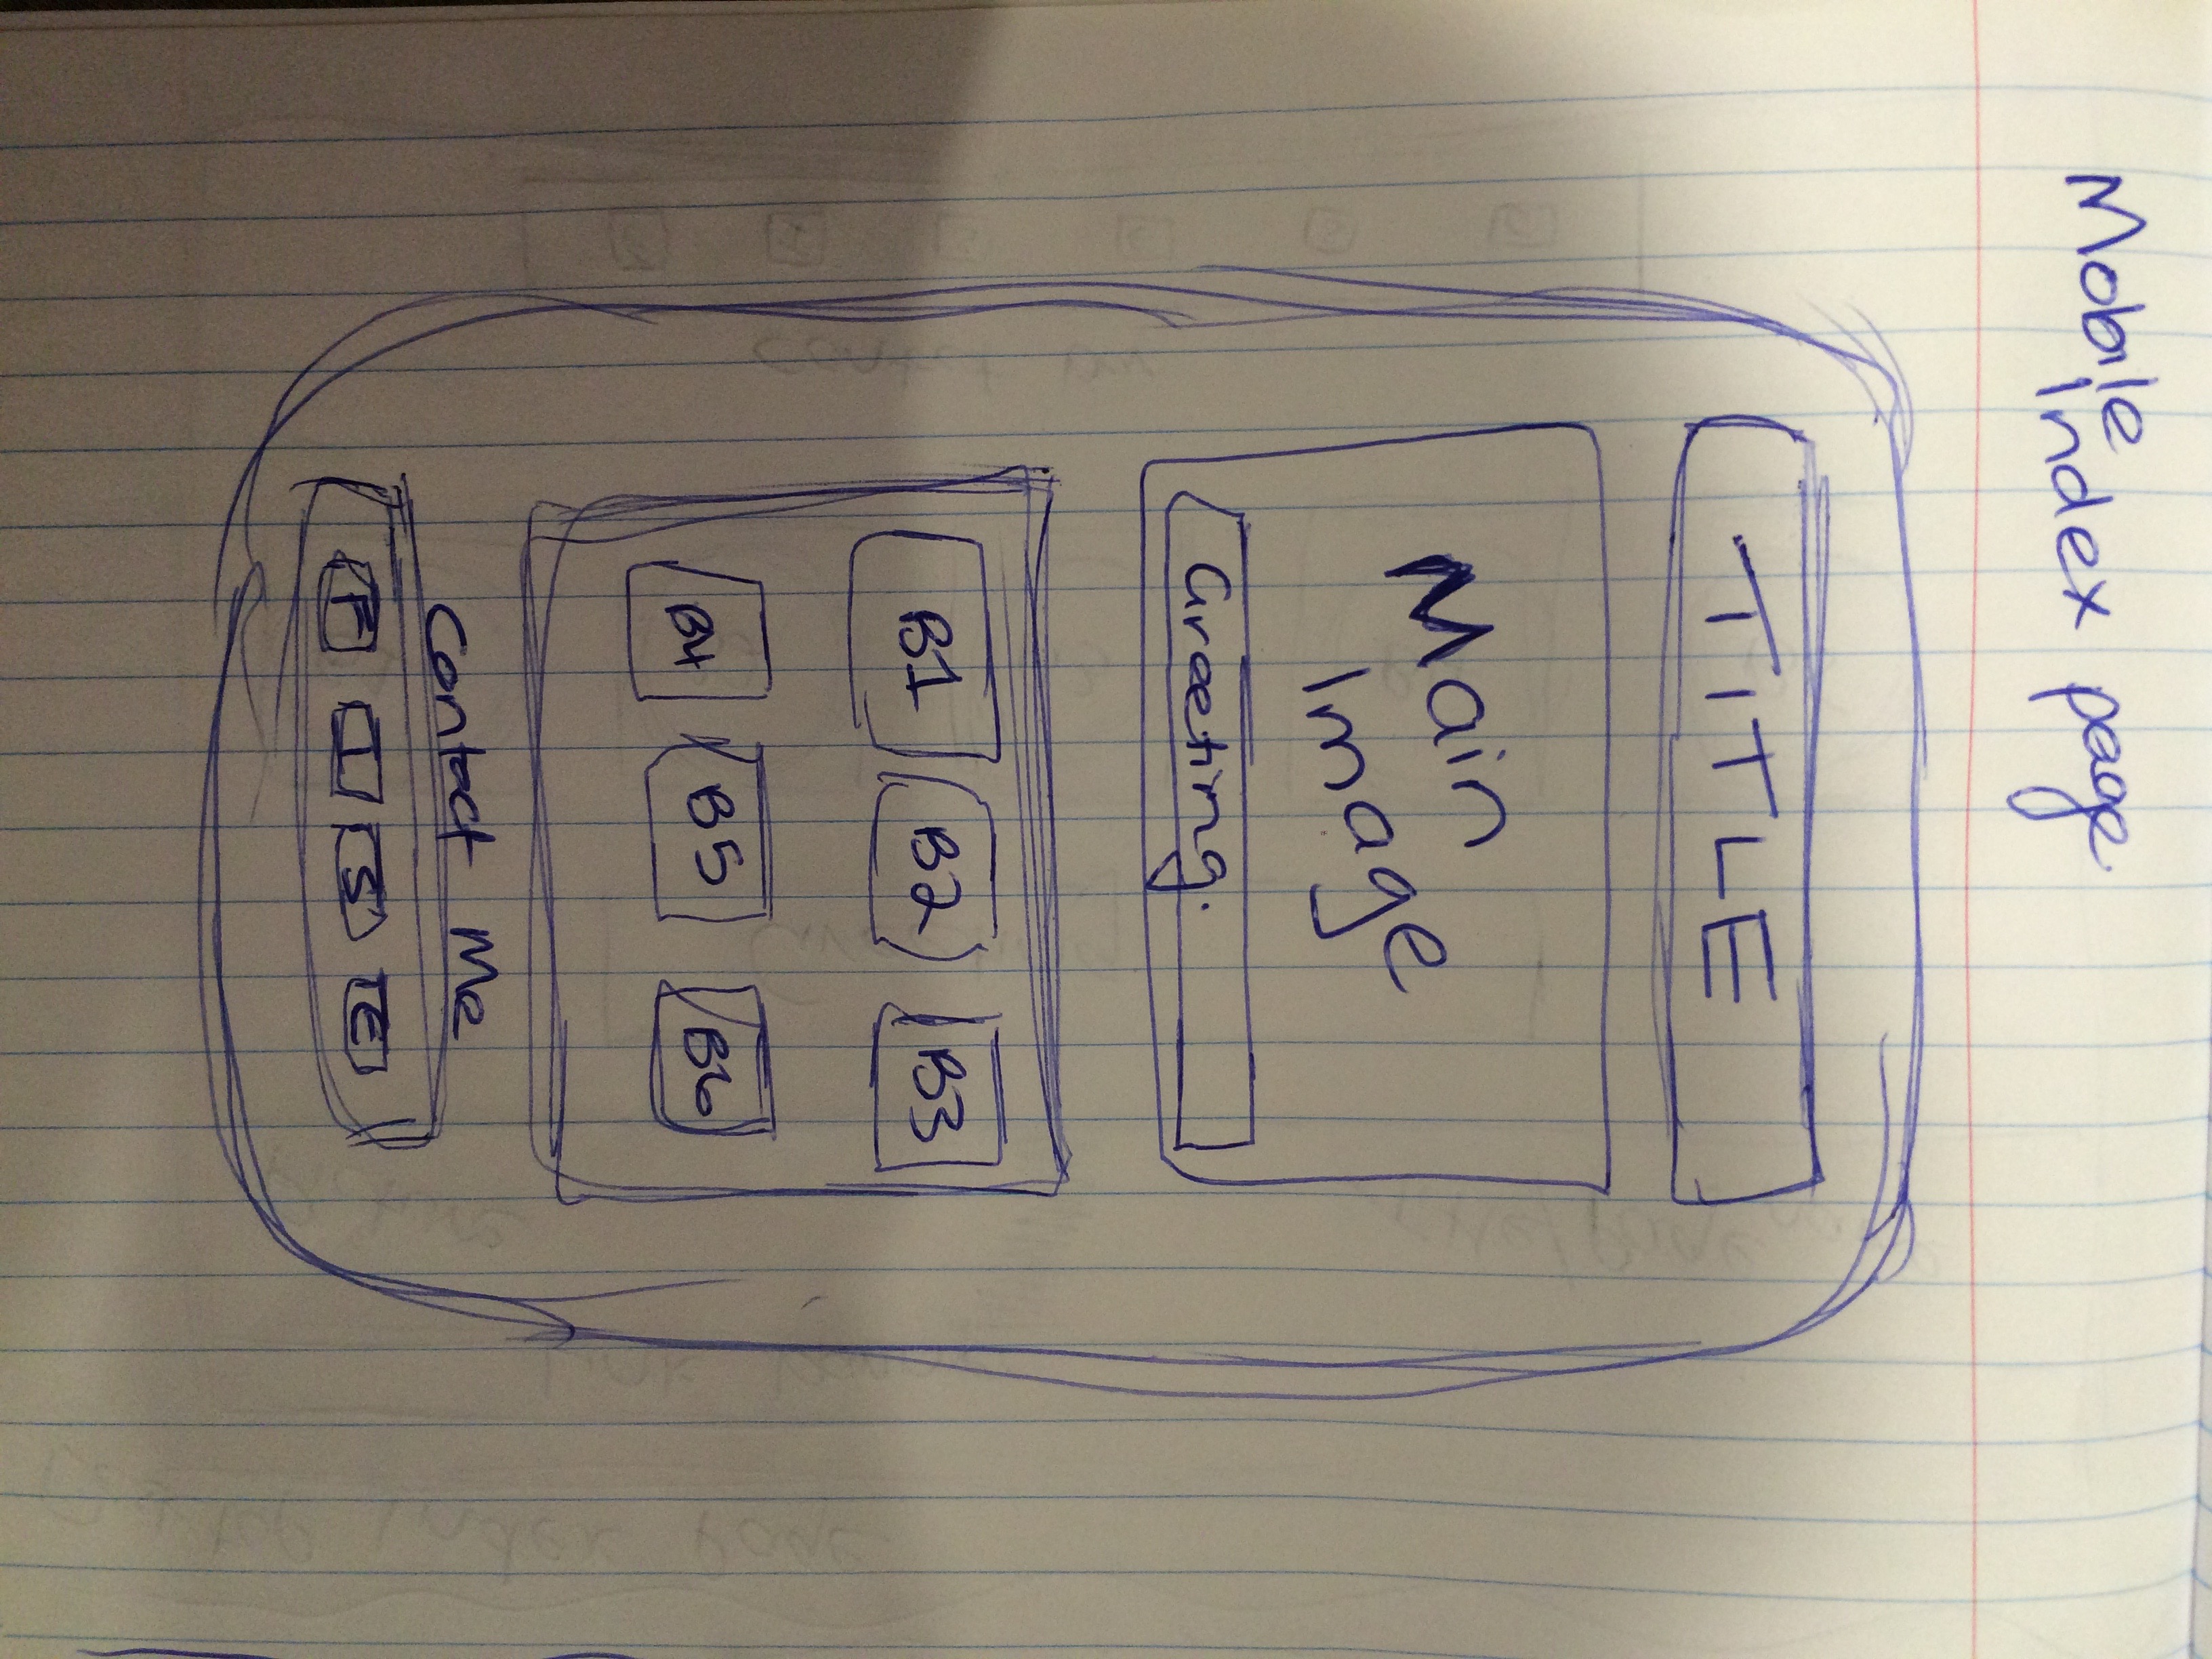 Mobile
index page
TITLE
Main
Image
Greeting.
B1 B2 B3
B4 B5 B6
Contact Me
F I S E